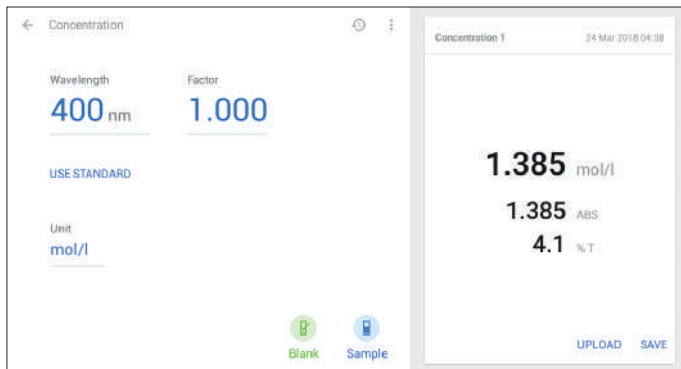 Concentration
Wavelength Factor
400 nm 1.000
USE STANDARD
Unit
mol/l
Blank Sample
Concentration 1 24 Mar 2018 04:38
1.385 mol/l
1.385 ABS
4.1 %T
UPLOAD SAVE